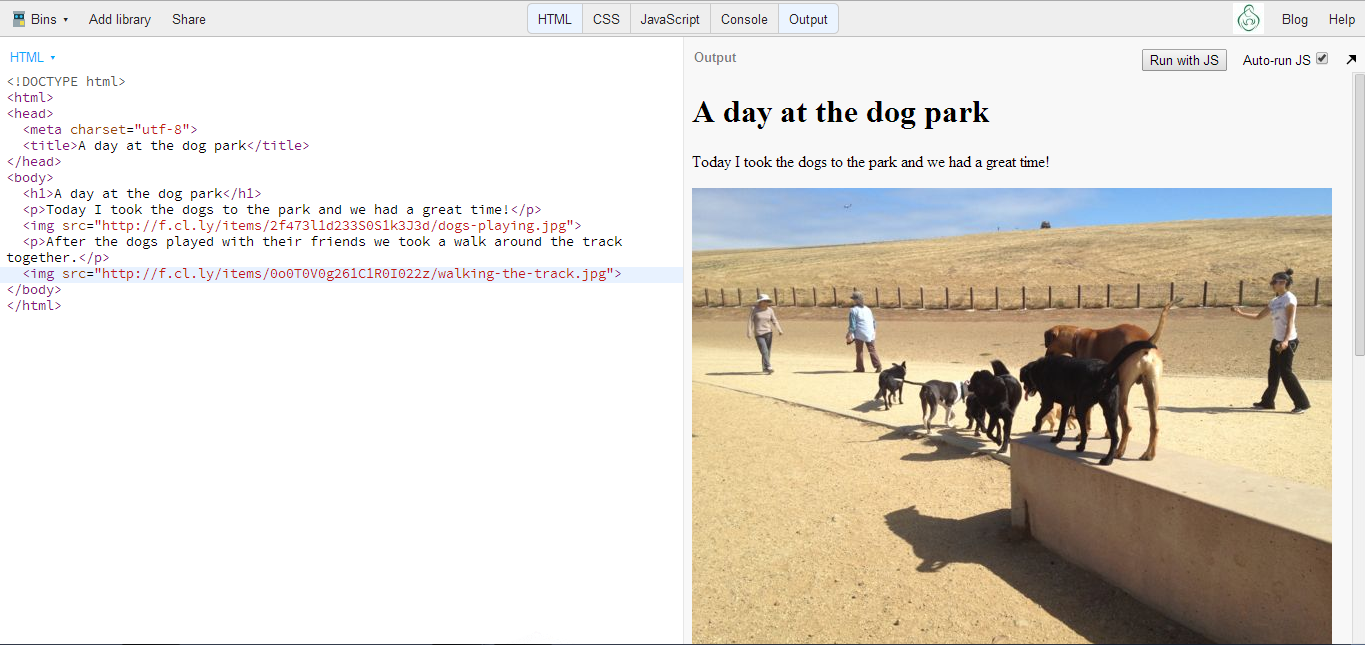 Bins Add library Share HTML CSS JavaScript Console Output Blog Help
HTML
<!DOCTYPE html>
<html>
<head>
<meta charset="utf-8">
<title>A day at the dog park</title>
</head>
<body>
<h1>A day at the dog park</h1>
<p>Today I took the dogs to the park and we had a great time!</p>
<img src="http://f.cl.ly/items/2f473l1d233S0S1k3J3d/dogs-playing.jpg">
<p>After the dogs played with their friends we took a walk around the track
together.</p>
<img src="http://f.cl.ly/items/0o0T0V0g261C1R0I022z/walking-the-track.jpg">
</body>
</html>
Output Run with JS Auto-run JS
A day at the dog park
Today I took the dogs to the park and we had a great time!